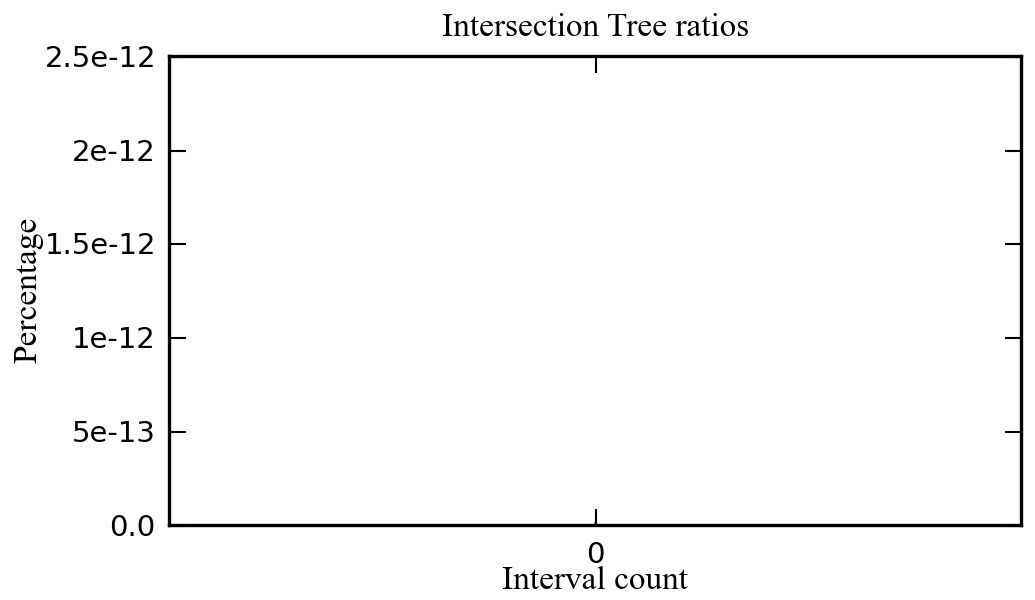 Intersection Tree ratios
2.5e-12
2e-12
1.5e-12
1e-12
5e-13
0.0
Percentage
0
Interval count